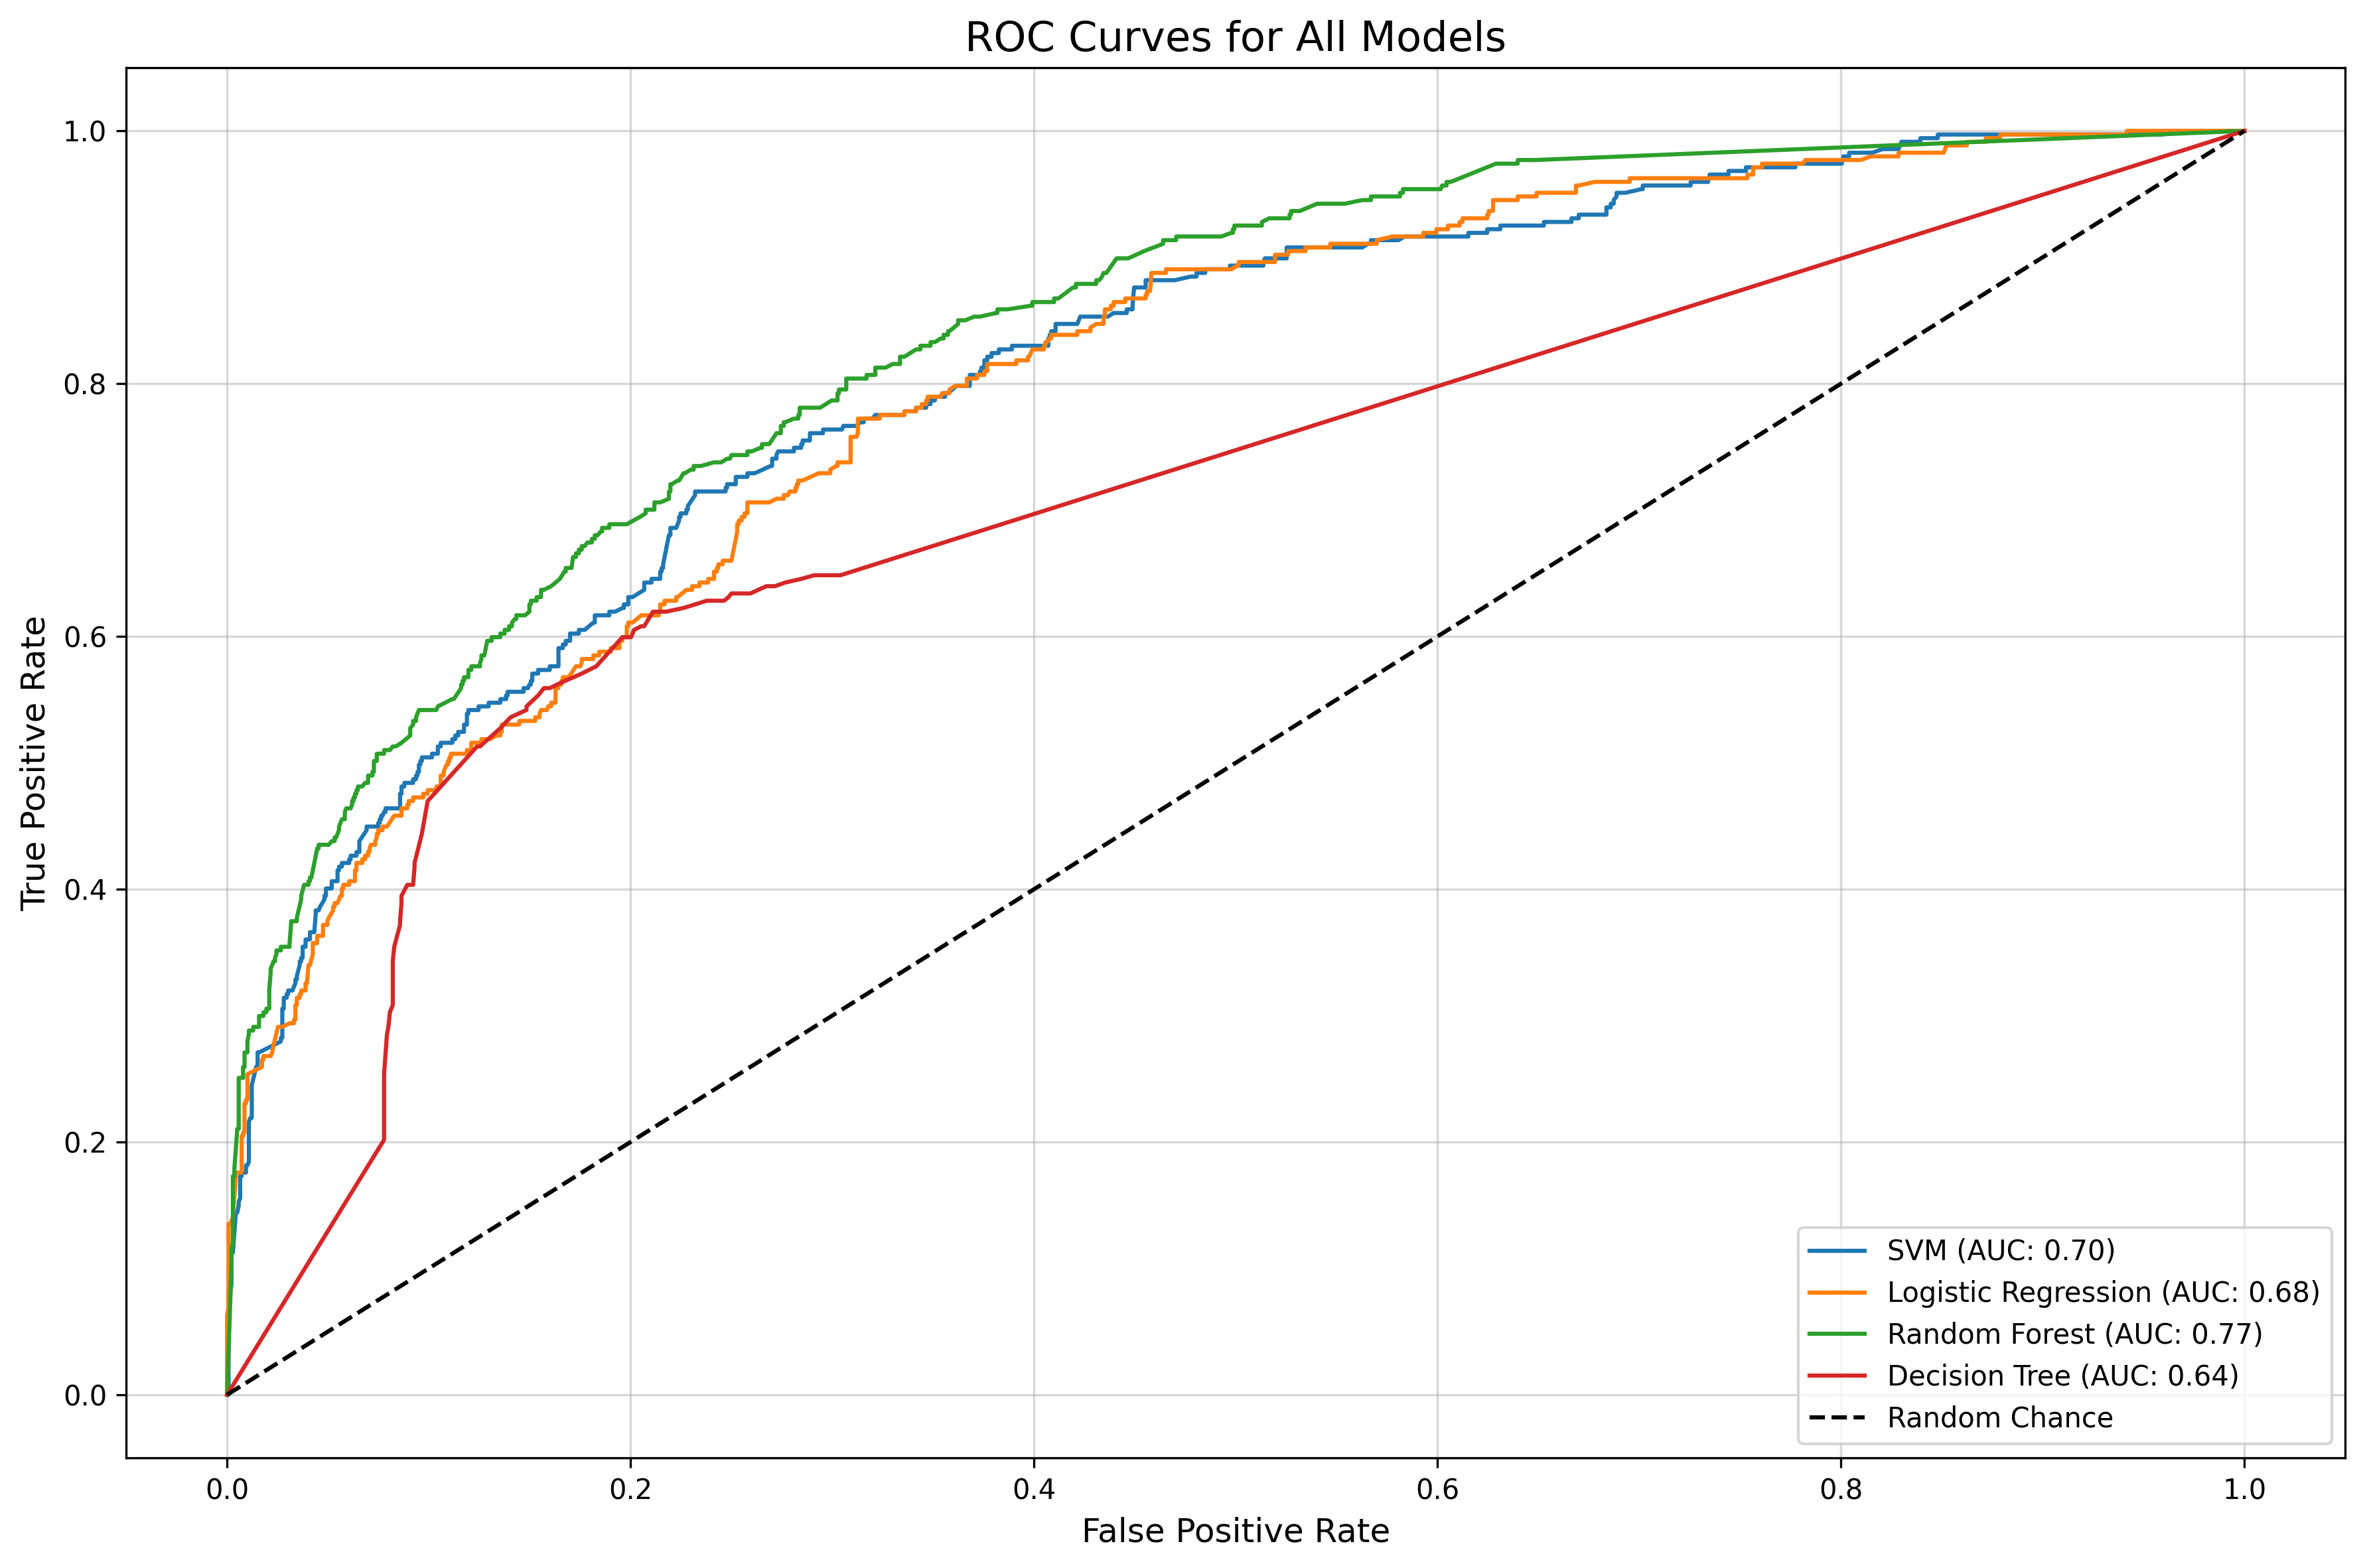 ROC Curves for All Models
1.0
0.8
0.6
0.4
0.2
0.0
True Positive Rate
0.0 0.2 0.4 0.6 0.8 1.0
False Positive Rate
SVM (AUC: 0.70)
Logistic Regression (AUC: 0.68)
Random Forest (AUC: 0.77)
Decision Tree (AUC: 0.64)
Random Chance